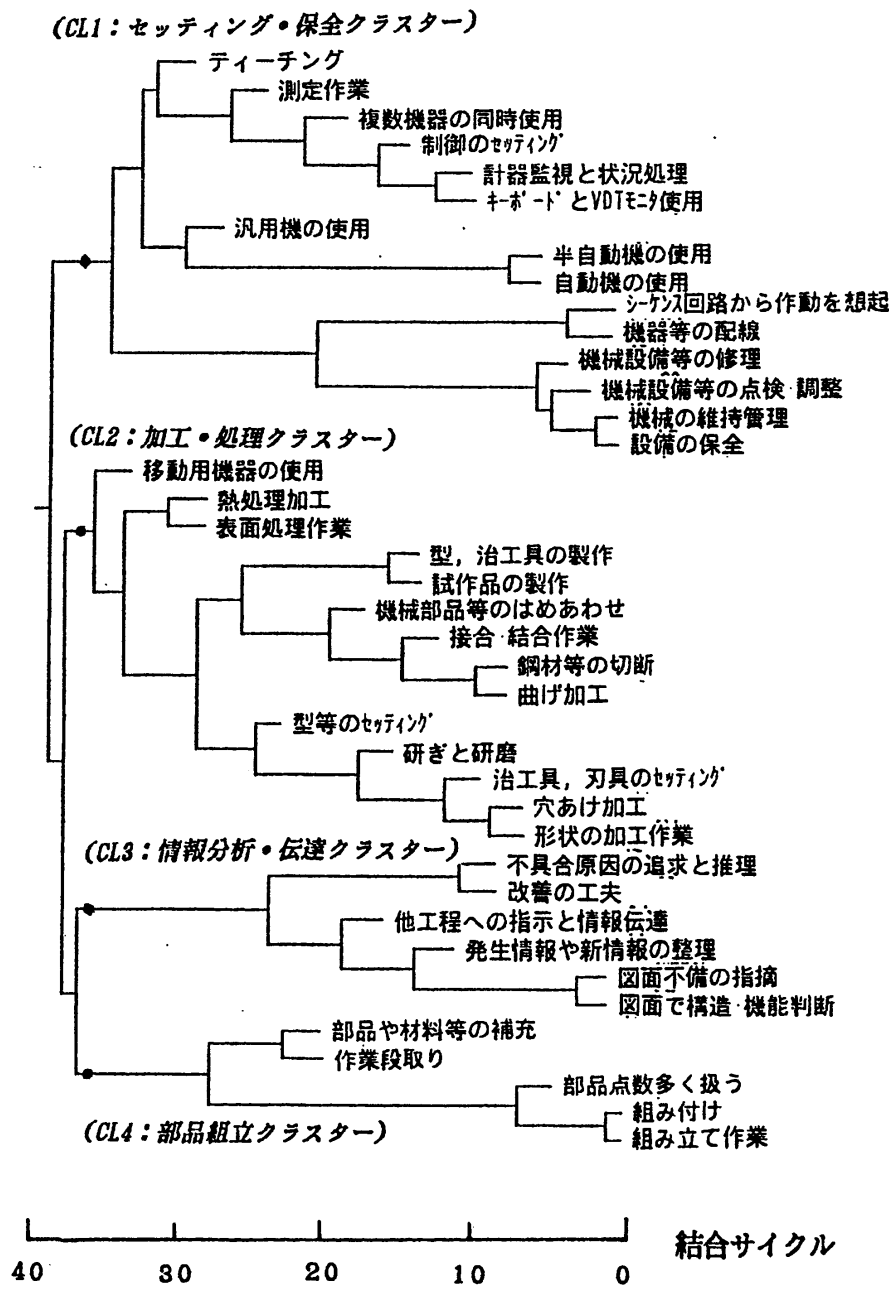 (CL1:セッティング・保全クラスター)
ティーチング
測定作業
複数機器の同時使用
制御のｾｯﾃｨﾝｸﾞ
計器監視と状況処理
ｷｰﾎﾞｰﾄﾞとVDTﾓﾆﾀ使用
汎用機の使用
半自動機の使用
自動機の使用
ｼｰｹﾝｽ回路から作動を想起
機器等の配線
機械設備等の修理
機械設備等の点検・調整
機械の維持管理
設備の保全
(CL2:加工・処理クラスター)
移動用機器の使用
熱処理加工
表面処理作業
型，治工具の製作
試作品の製作
機械部品等のはめあわせ
接合・結合作業
鋼材等の切断
曲げ加工
型等のｾｯﾃｨﾝｸﾞ
研ぎと研磨
治工具，刃具のｾｯﾃｨﾝｸﾞ
穴あけ加工
形状の加工作業
(CL3:情報分析・伝達クラスター)
不具合原因の追求と推理
改善の工夫
他工程への指示と情報伝達
発生情報や新情報の整理
図面不備の指摘
図面で構造・機能判断
部品や材料等の補充
作業段取り
部品点数多く扱う
組み付け
組み立て作業
(CL4:部品組立クラスター)
結合サイクル
40 30 20 10 0